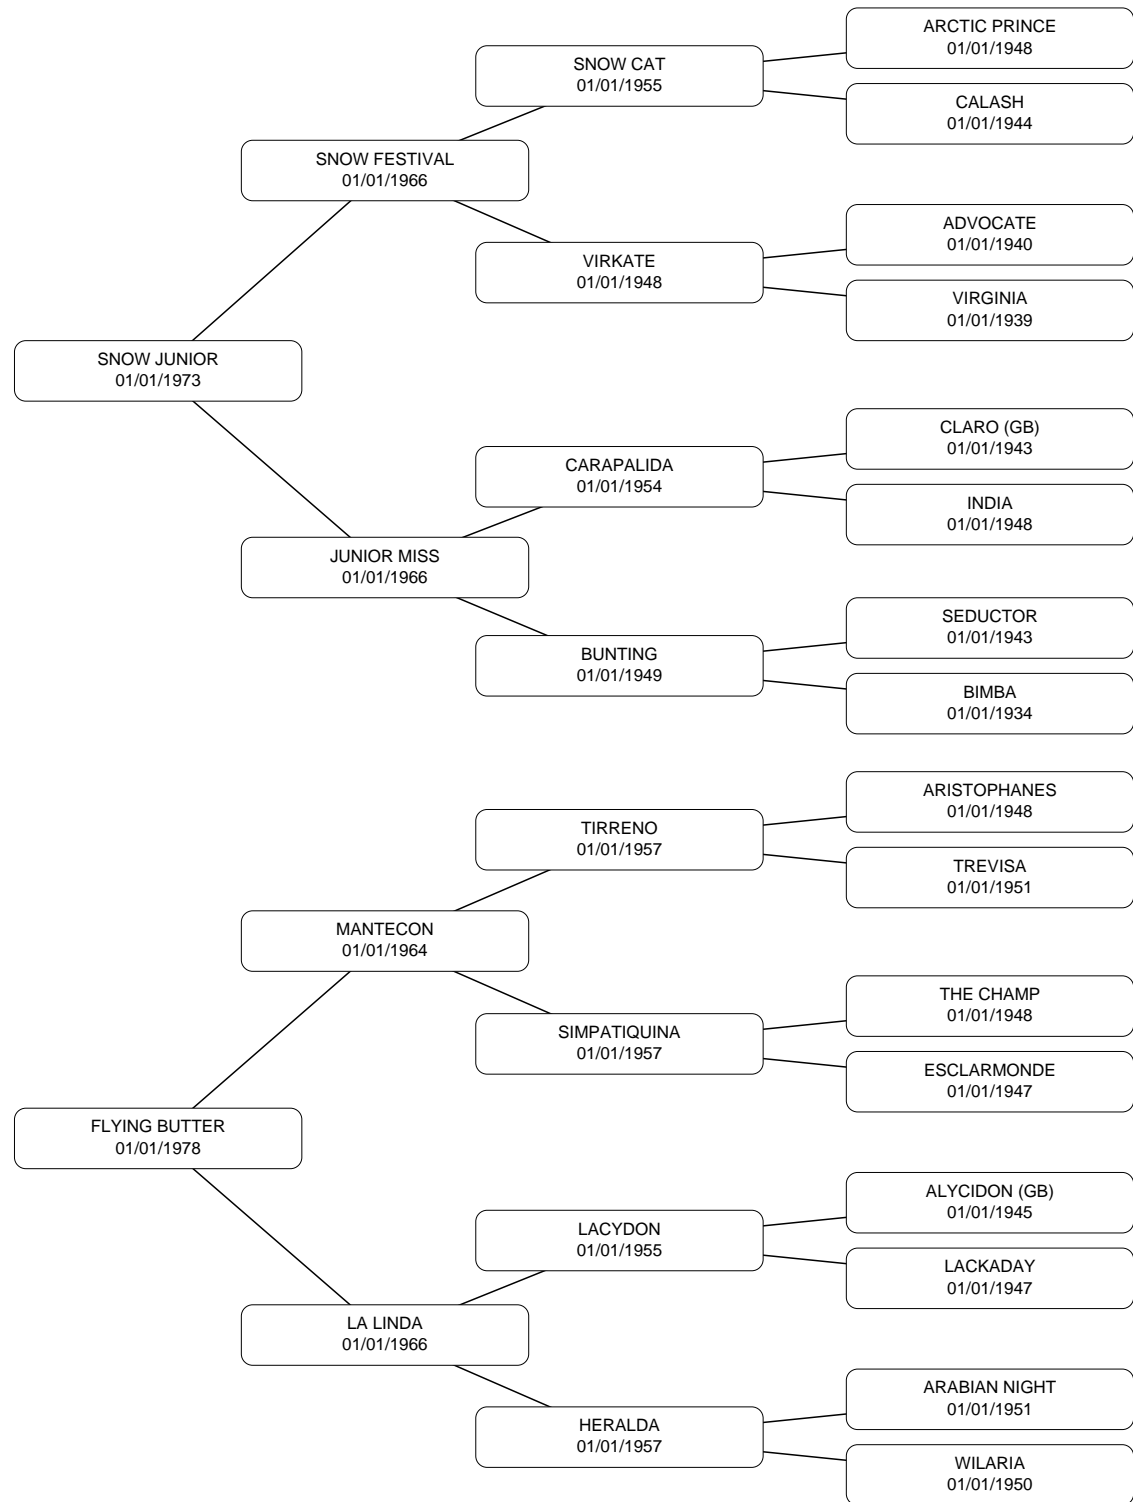 ARCTIC PRINCE
01/01/1948
SNOW CAT
01/01/1955
CALASH
01/01/1944
SNOW FESTIVAL
01/01/1966
ADVOCATE
01/01/1940
VIRKATE
01/01/1948
VIRGINIA
01/01/1939
SNOW JUNIOR
01/01/1973
CLARO (GB)
01/01/1943
CARAPALIDA
01/01/1954
INDIA
01/01/1948
JUNIOR MISS
01/01/1966
SEDUCTOR
01/01/1943
BUNTING
01/01/1949
BIMBA
01/01/1934
ARISTOPHANES
01/01/1948
TIRRENO
01/01/1957
TREVISA
01/01/1951
MANTECON
01/01/1964
THE CHAMP
01/01/1948
SIMPATIQUINA
01/01/1957
ESCLARMONDE
01/01/1947
FLYING BUTTER
01/01/1978
ALYCIDON (GB)
01/01/1945
LACYDON
01/01/1955
LACKADAY
01/01/1947
LA LINDA
01/01/1966
ARABIAN NIGHT
01/01/1951
HERALDA
01/01/1957
WILARIA
01/01/1950